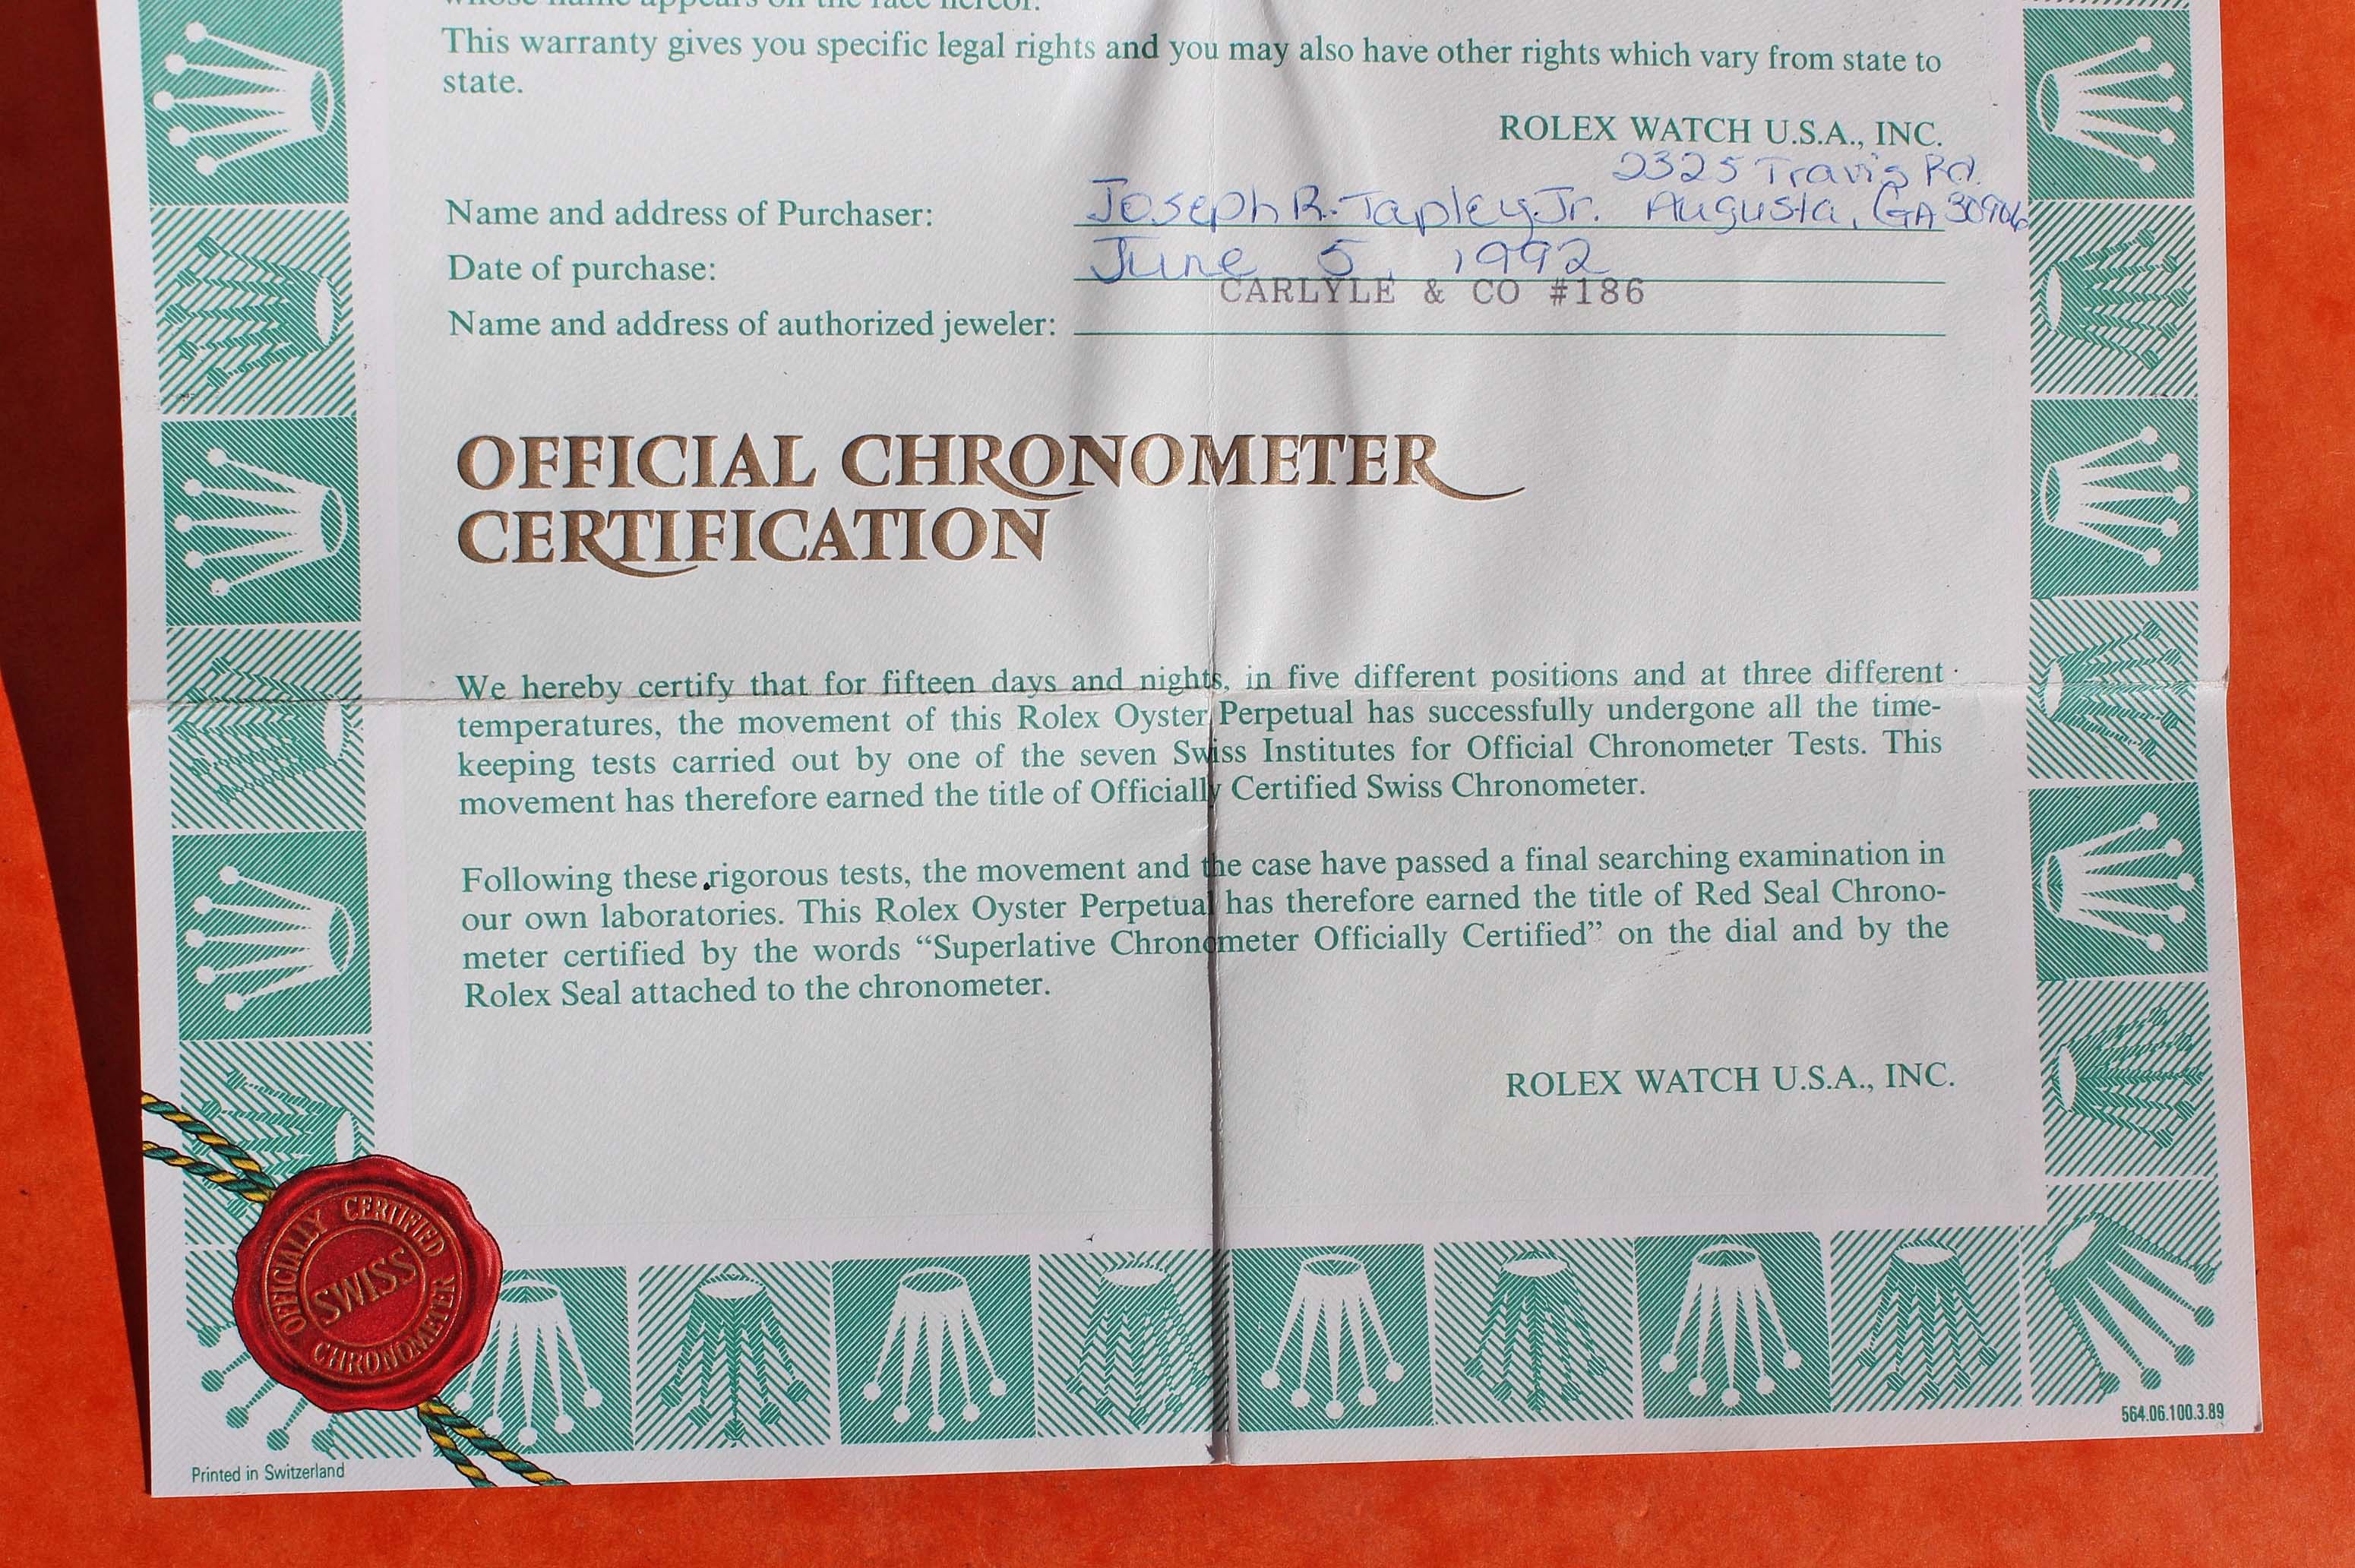 whose name appears on the face hereof.
This warranty gives you specific legal rights and you may also have other rights which vary from state to
state.
ROLEX WATCH U.S.A., INC.
2325 Travis Rd.
Name and address of Purchaser: Joseph R. Tapley, Jr. Augusta, GA 30906
Date of purchase: June 5, 1992
CARLYLE & CO #186
Name and address of authorized jeweler:
OFFICIAL CHRONOMETER
CERTIFICATION
We hereby certify that for fifteen days and nights, in five different positions and at three different
temperatures, the movement of this Rolex Oyster Perpetual has successfully undergone all the time-
keeping tests carried out by one of the seven Swiss Institutes for Official Chronometer Tests. This
movement has therefore earned the title of Officially Certified Swiss Chronometer.
Following these rigorous tests, the movement and the case have passed a final searching examination in
our own laboratories. This Rolex Oyster Perpetual has therefore earned the title of Red Seal Chrono-
meter certified by the words “Superlative Chronometer Officially Certified” on the dial and by the
Rolex Seal attached to the chronometer.
ROLEX WATCH U.S.A., INC.
OFFICIALLY CERTIFIED
SWISS
CHRONOMETER
564.06.100.3.89
Printed in Switzerland